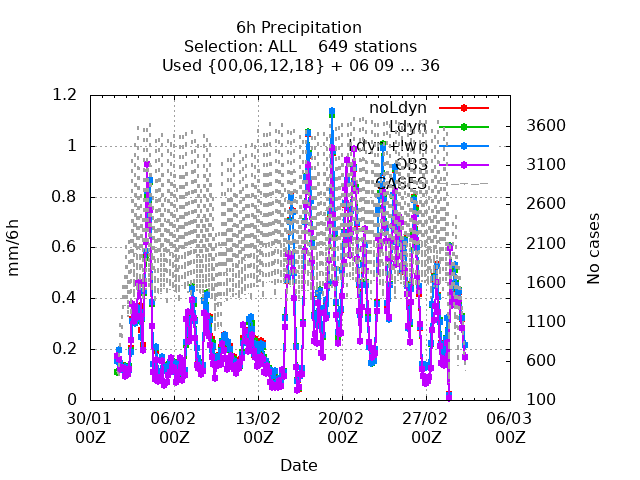 6h Precipitation
Selection: ALL 649 stations
Used {00,06,12,18} + 06 09 ... 36
mm/6h
1.2
1
0.8
0.6
0.4
0.2
0
noLdyn
Ldyn
Ldyn+lwp
OBS
CASES
3600
3100
2600
2100
1600
1100
600
100
No cases
30/01 06/02 13/02 20/02 27/02 06/03
00Z 00Z 00Z 00Z 00Z 00Z
Date